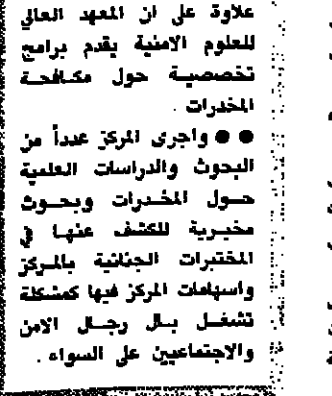 علاوة على ان المعهد العالي
للعلوم الامنية يقدم برامج
تخصصية حول مكافحة
المخدرات .
●● واجرى المركز عدداً من
البحوث والدراسات العلمية
حول المخدرات وبحوث
مخبرية للكشف عنها في
المختبرات الجنائية بالمركز
واسهامات المركز فيها كمشكلة
تشغل بال رجال الامن
والاجتماعيين على السواء .